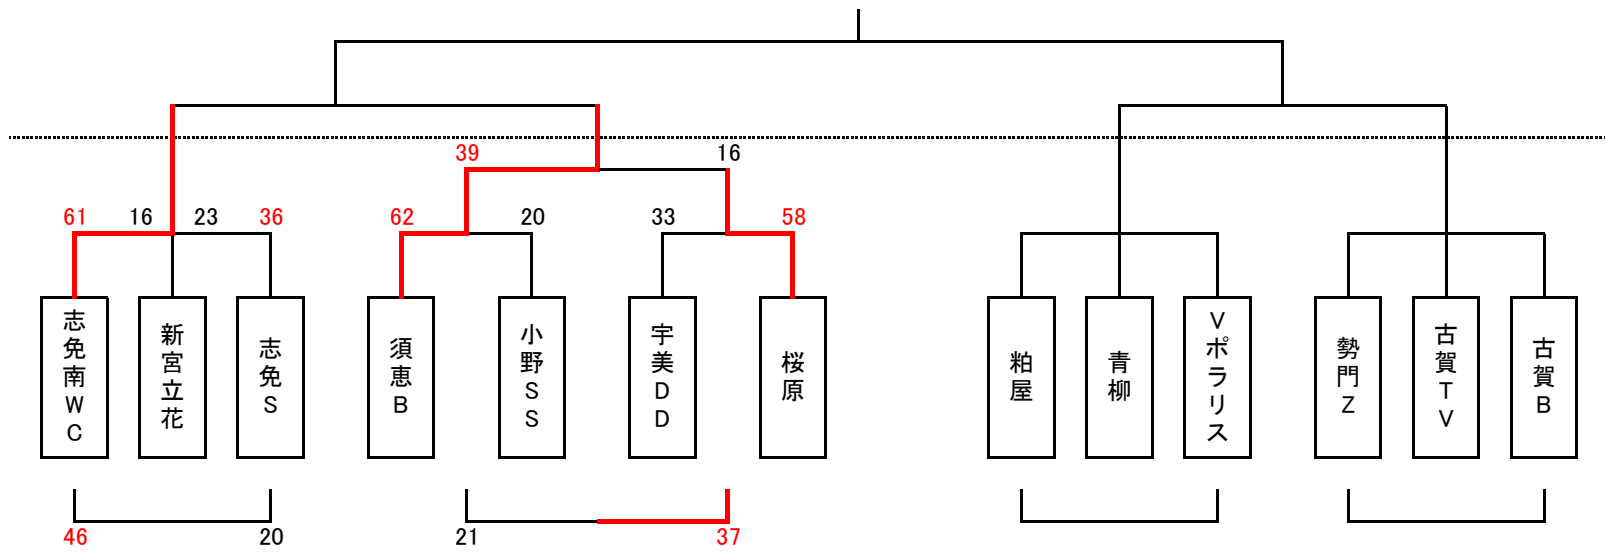 39 16
61 16 23 36 62 20 33 58
志免南WC
新宮立花
志免S
須恵B
小野SS
宇美DD
桜原
粕屋
青柳
Vポラリス
勢門Z
古賀TV
古賀B
46 20 21 37